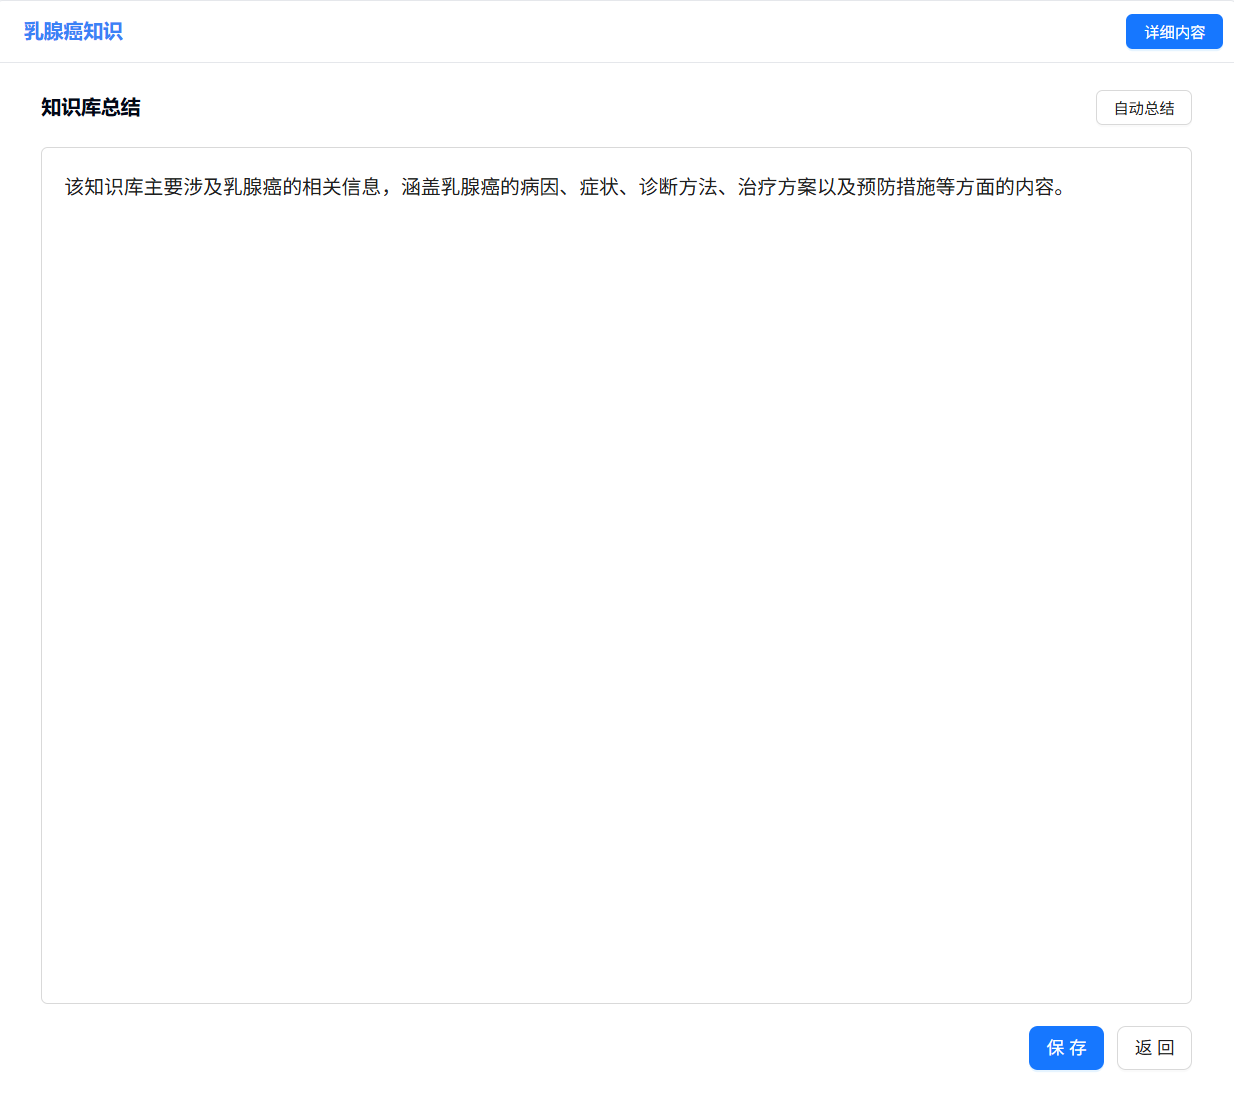 乳腺癌知识
详细内容
知识库总结
自动总结
该知识库主要涉及乳腺癌的相关信息，涵盖乳腺癌的病因、症状、诊断方法、治疗方案以及预防措施等方面的内容。
保 存
返 回